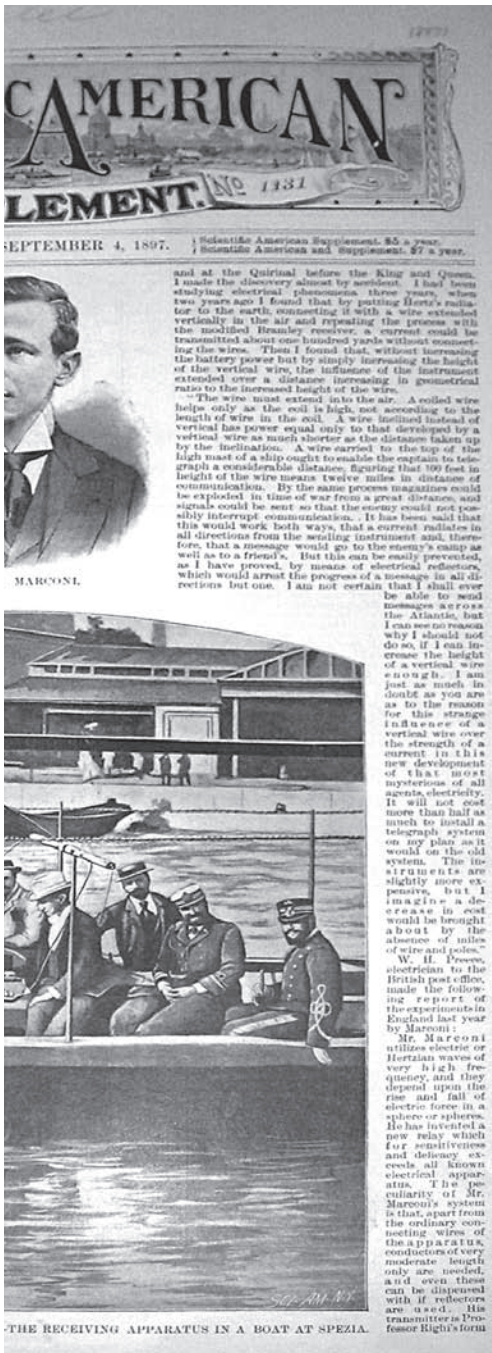 C AMERICAN
LEMENT.
No 1131
SEPTEMBER 4, 1897.
Scientific American Supplement. $5 a year.
Scientific American and Supplement. $7 a year.
and at the Quirinal before the King and Queen.
I made the discovery almost by accident. I had been
studying electrical phenomena three years, when
two years ago I found that by putting Hertz's radia-
tor to the earth, connecting it with a wire extended
vertically in the air and repeating the process with
the modified Bramley receiver, a current could be
transmitted about one hundred yards without connect-
ing the wires. Then I found that, without increasing
the battery power but by simply increasing the height
of the vertical wire, the influence of the instrument
extended over a distance increasing in geometrical
ratio to the increased height of the wire.
"The wire must extend into the air. A coiled wire
helps only as the coil is high, not according to the
length of wire in the coil. A wire inclined instead of
vertical has power equal only to that developed by a
vertical wire as much shorter as the distance taken up
by the inclination. A wire carried to the top of the
high mast of a ship ought to enable the captain to tele-
graph a considerable distance, figuring that 100 feet in
height of the wire means twelve miles in distance of
communication. By the same process magazines could
be exploded in time of war from a great distance, and
signals could be sent so that the enemy could not pos-
sibly interrupt communication. It has been said that
this would work both ways, that a current radiates in
all directions from the sending instrument and, there-
fore, that a message would go to the enemy's camp as
well as to a friend's. But this can be easily prevented,
as I have proved, by means of electrical reflectors,
which would arrest the progress of a message in all di-
rections but one. I am not certain that I shall ever
be able to send
messages across
the Atlantic, but
I can see no reason
why I should not
do so, if I can in-
crease the height
of a vertical wire
enough. I am
just as much in
doubt as you are
as to the reason
for this strange
influence of a
vertical wire over
the strength of a
current in this
new development
of that most
mysterious of all
agents, electricity.
It will not cost
more than half as
much to install a
telegraph system
on my plan as it
would on the old
system. The in-
struments are
slightly more ex-
pensive, but I
imagine a de-
crease in cost
would be brought
about by the
absence of miles
of wire and poles."
W. H. Preece,
electrician to the
British post office,
made the follow-
ing report of
the experiments in
England last year
by Marconi:
Mr. Marconi
utilizes electric or
Hertzian waves of
very high fre-
quency, and they
depend upon the
rise and fall of
electric force in a
sphere or spheres.
He has invented a
new relay which
for sensitiveness
and delicacy ex-
ceeds all known
electrical appar-
atus. The pe-
culiarity of Mr.
Marconi's system
is that, apart from
the ordinary con-
necting wires of
the apparatus,
conductors of very
moderate length
only are needed,
and even these
can be dispensed
with if reflectors
are used. His
transmitter is Pro-
fessor Righi's form
MARCONI.
SCI-AM-N.Y.
-THE RECEIVING APPARATUS IN A BOAT AT SPEZIA.